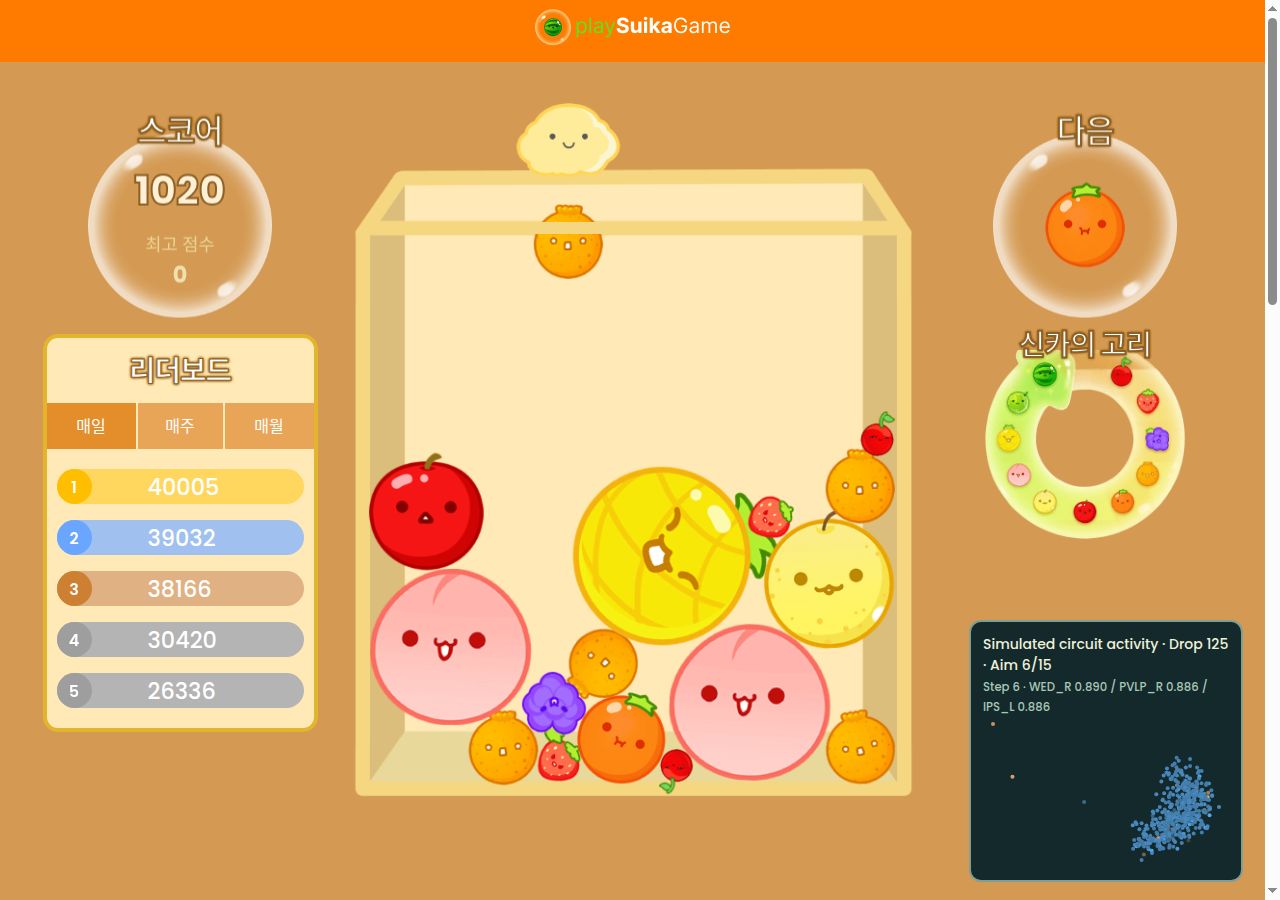 playSuikaGame
스코어
1020
최고 점수
0
리더보드
매일 매주 매월
1 40005
2 39032
3 38166
4 30420
5 26336
다음
신카의 고리
Simulated circuit activity · Drop 125
· Aim 6/15
Step 6 · WED_R 0.890 / PVLP_R 0.886 /
IPS_L 0.886